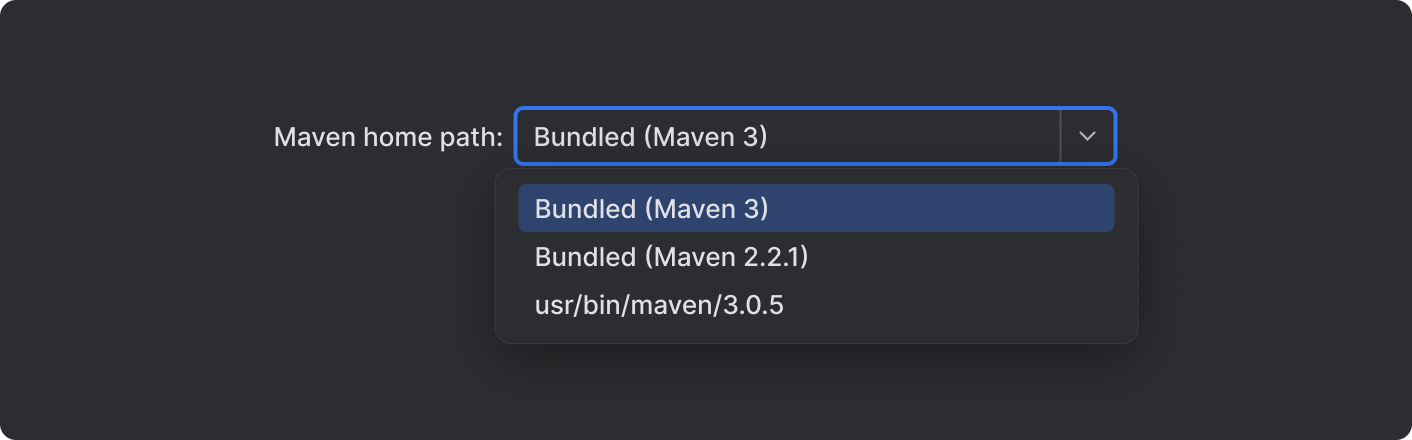 Maven home path: Bundled (Maven 3)
Bundled (Maven 3)
Bundled (Maven 2.2.1)
usr/bin/maven/3.0.5